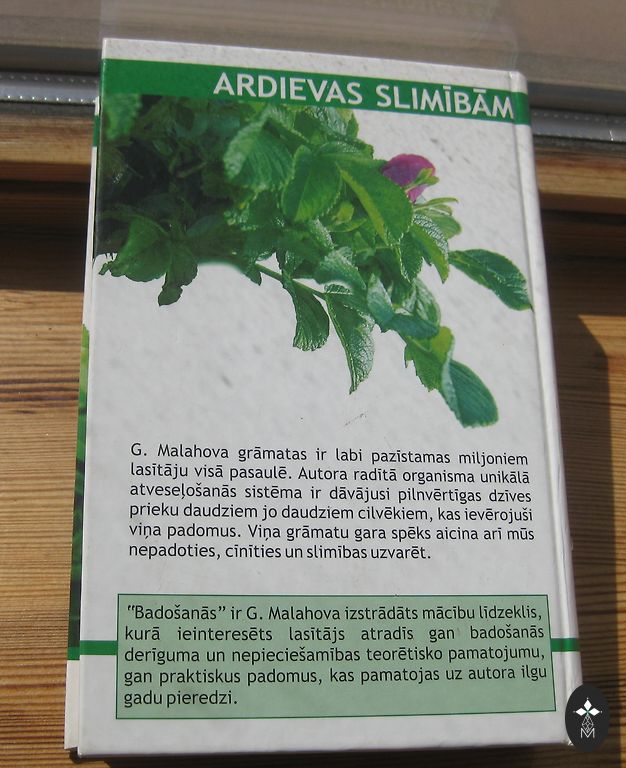 ARDIEVAS SLIMĪBĀM
G. Malahova grāmatas ir labi pazīstamas miljoniem
lasītāju visā pasaulē. Autora radītā organisma unikālā
atveseļošanās sistēma ir dāvājusi pilnvērtīgas dzīves
prieku daudziem jo daudziem cilvēkiem, kas ievērojuši
viņa padomus. Viņa grāmatu gara spēks aicina arī mūs
nepadoties, cīnīties un slimības uzvarēt.
"Badošanās" ir G. Malahova izstrādāts mācību līdzeklis,
kurā ieinteresēts lasītājs atradīs gan badošanās
derīguma un nepieciešamības teorētisko pamatojumu,
gan praktiskus padomus, kas pamatojas uz autora ilgu
gadu pieredzi.
M